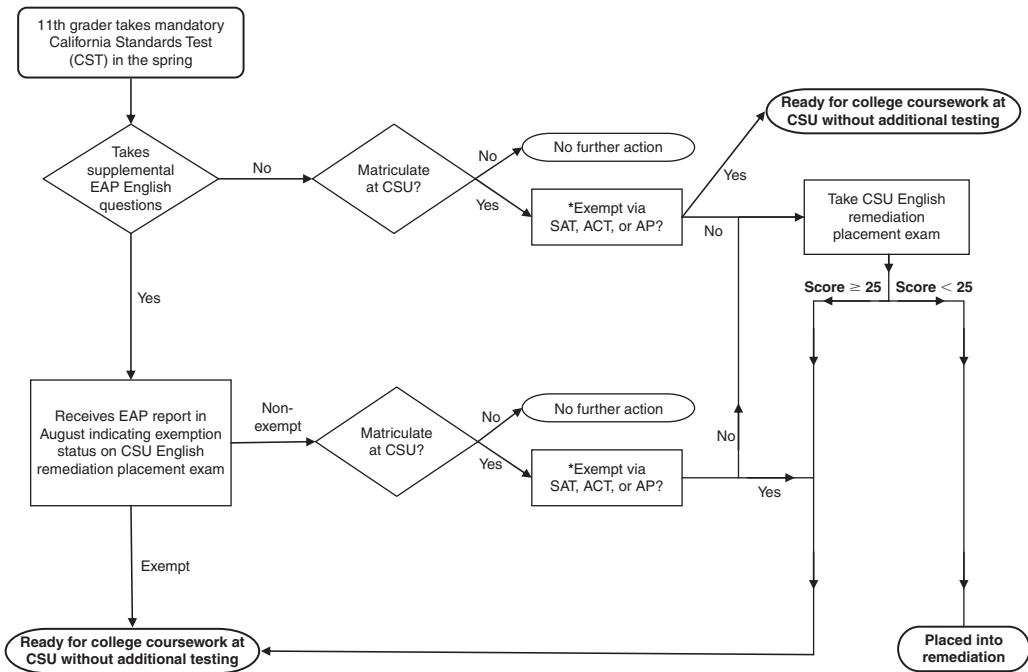 11th grader takes mandatory
California Standards Test
(CST) in the spring
Takes
supplemental
EAP English
questions
No
Matriculate
at CSU?
No
No further action
Yes
*Exempt via
SAT, ACT, or AP?
Yes
Ready for college coursework at
CSU without additional testing
No
Take CSU English
remediation
placement exam
Score ≥ 25
Score < 25
Yes
Receives EAP report in
August indicating exemption
status on CSU English
remediation placement exam
Non-
exempt
Matriculate
at CSU?
No
No further action
Yes
*Exempt via
SAT, ACT, or AP?
No
Yes
Exempt
Ready for college coursework at
CSU without additional testing
Placed into
remediation